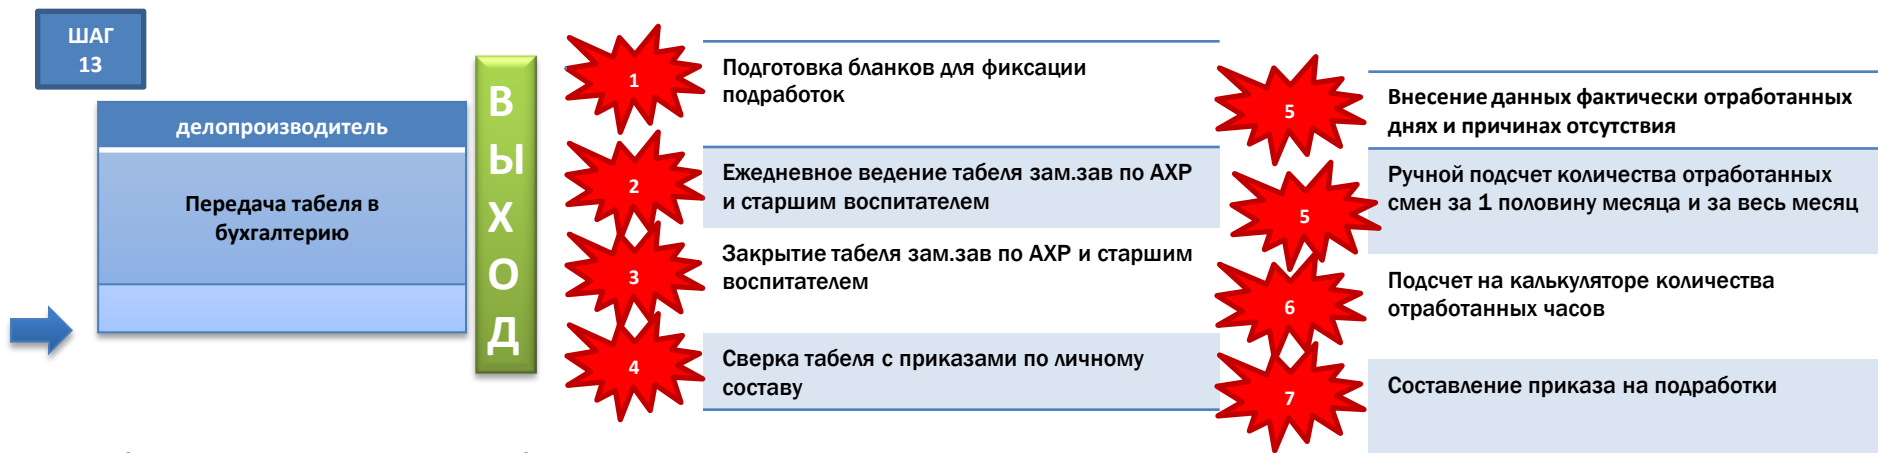 ШАГ
13
делопроизводитель
Передача табеля в
бухгалтерию
В
Ы
Х
О
Д
1
Подготовка бланков для фиксации
подработок
2
Ежедневное ведение табеля зам.зав по АХР
и старшим воспитателем
3
Закрытие табеля зам.зав по АХР и старшим
воспитателем
4
Сверка табеля с приказами по личному
составу
5
Внесение данных фактически отработанных
днях и причинах отсутствия
5
Ручной подсчет количества отработанных
смен за 1 половину месяца и за весь месяц
6
Подсчет на калькуляторе количества
отработанных часов
7
Составление приказа на подработки